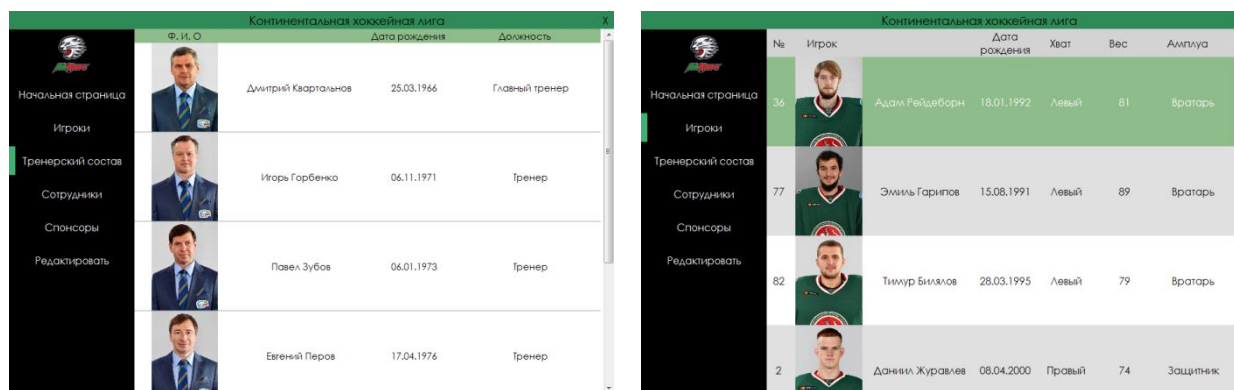 Континентальная хоккейная лига X
Ф. И. О Дата рождения Должность
Начальная страница
Игроки
Тренерский состав
Сотрудники
Спонсоры
Редактировать
Дмитрий Квартальнов 25.03.1966 Главный тренер
Игорь Горбенко 06.11.1971 Тренер
Павел Зубов 06.01.1973 Тренер
Евгений Перов 17.04.1976 Тренер
Континентальная хоккейная лига
№ Игрок Дата рождения Хват Вес Амплуа
Начальная страница
Игроки
Тренерский состав
Сотрудники
Спонсоры
Редактировать
36 Адам Рейдеборн 18.01.1992 Левый 81 Вратарь
77 Эмиль Гарипов 15.08.1991 Левый 89 Вратарь
82 Тимур Билялов 28.03.1995 Левый 79 Вратарь
2 Даниил Журавлев 08.04.2000 Правый 74 Защитник